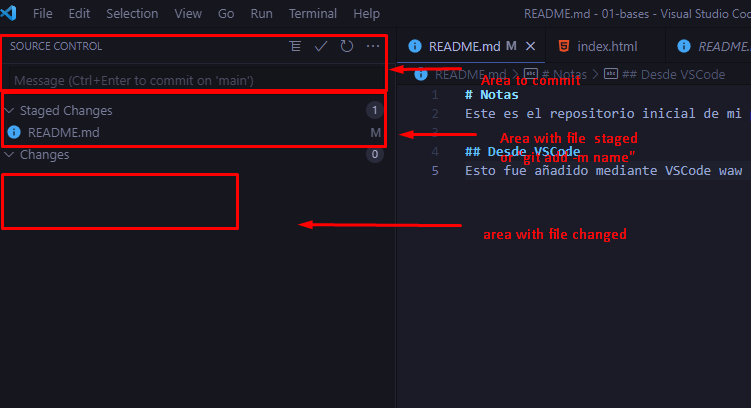 File Edit Selection View Go Run Terminal Help README.md - 01-bases - Visual Studio Cod
SOURCE CONTROL
README.md M
index.html
README.md
Message (Ctrl+Enter to commit on 'main')
Area to commit
README.md > # Notas > ## Desde VSCode
Staged Changes 1
README.md M
Changes 0
1 # Notas
2 Este es el repositorio inicial de mi
3
4 ## Desde VSCode
5 Esto fue añadido mediante VSCode waw
Area with file staged
or "git add -m name"
area with file changed